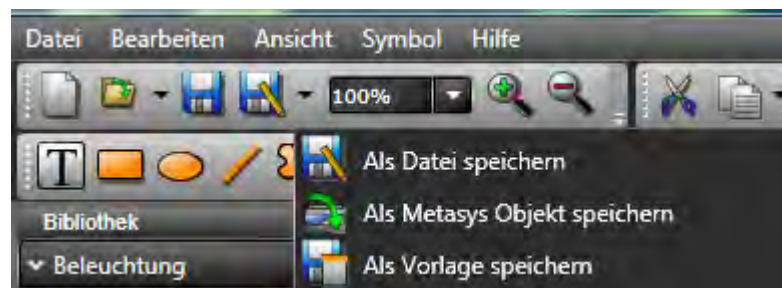 Datei Bearbeiten Ansicht Symbol Hilfe
100%
T
Als Datei speichern
Als Metasys Objekt speichern
Bibliothek
Beleuchtung
Als Vorlage speichern